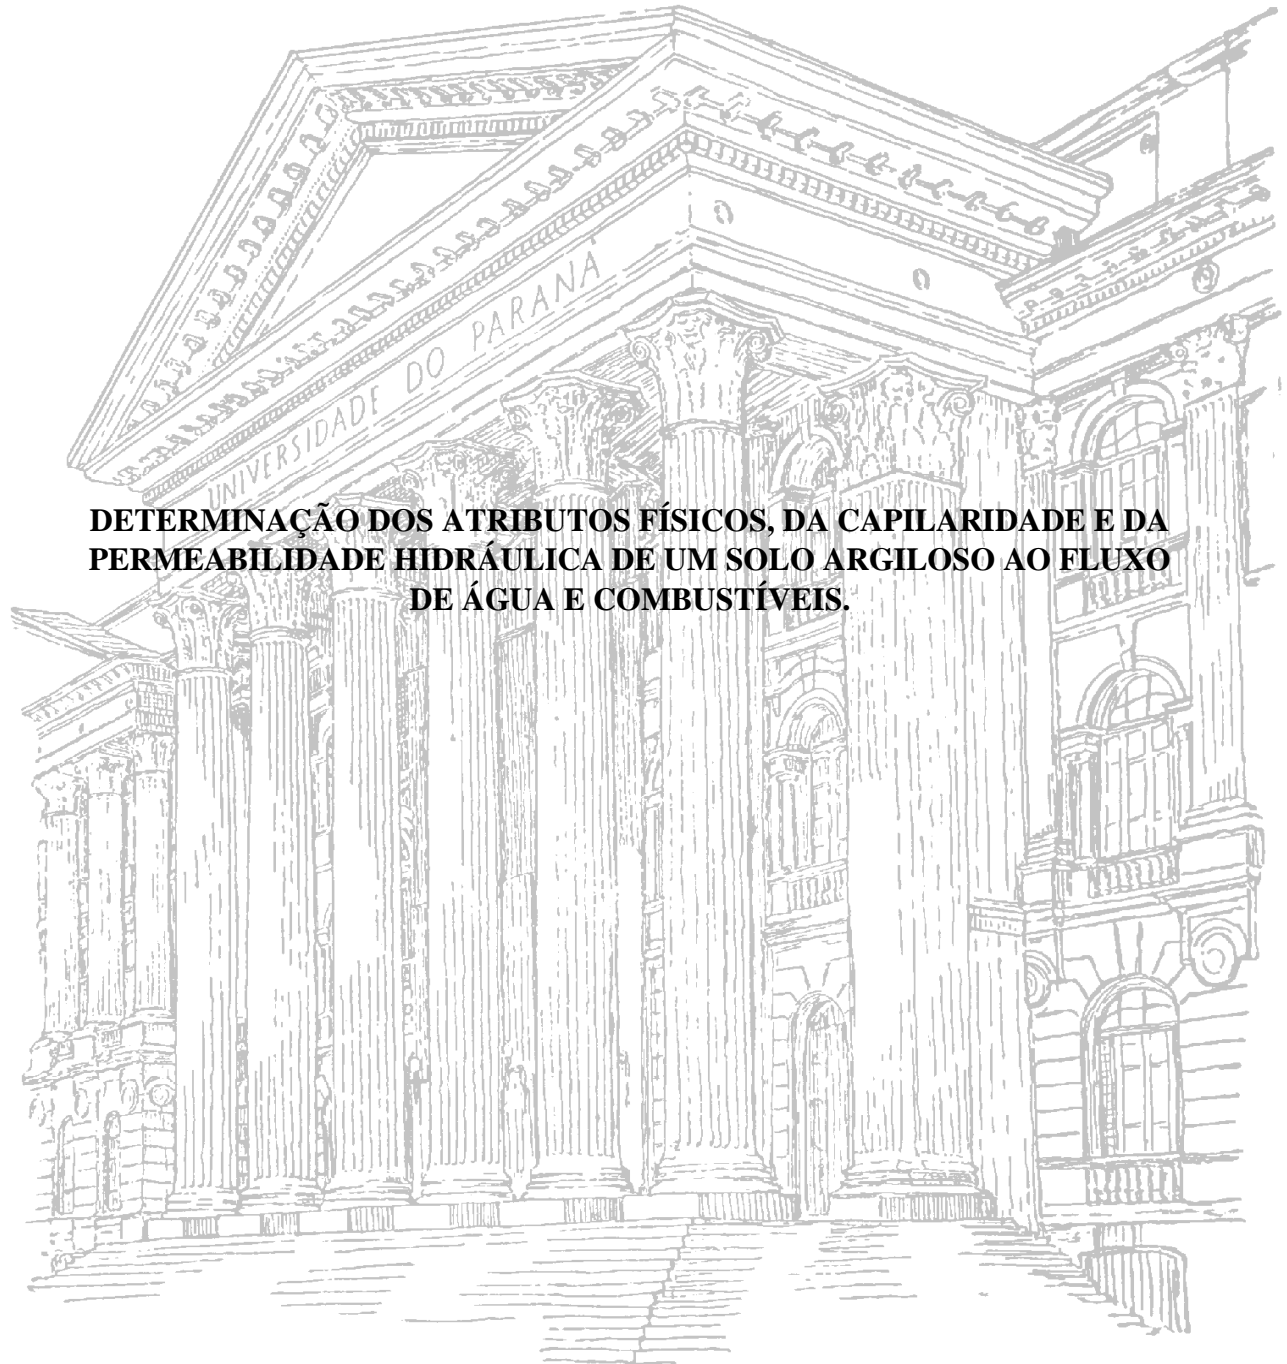 UNIVERSIDADE DO PARANÁ
DETERMINAÇÃO DOS ATRIBUTOS FÍSICOS, DA CAPILARIDADE E DA
PERMEABILIDADE HIDRÁULICA DE UM SOLO ARGILOSO AO FLUXO
DE ÁGUA E COMBUSTÍVEIS.